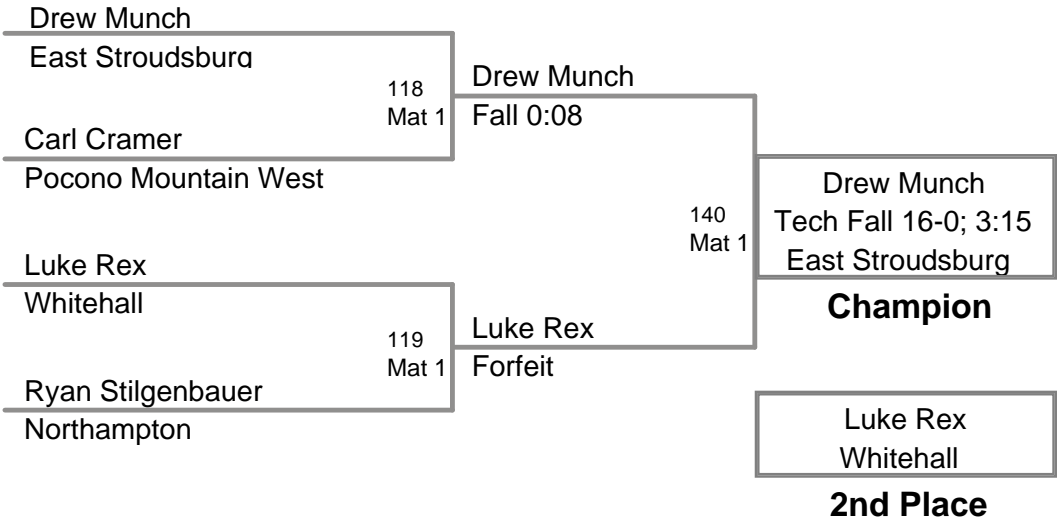 Drew Munch
East Stroudsburg
118
Mat 1
Drew Munch
Fall 0:08
Carl Cramer
Pocono Mountain West
140
Mat 1
Drew Munch
Tech Fall 16-0; 3:15
East Stroudsburg
Champion
Luke Rex
Whitehall
119
Mat 1
Luke Rex
Forfeit
Ryan Stilgenbauer
Northampton
Luke Rex
Whitehall
2nd Place